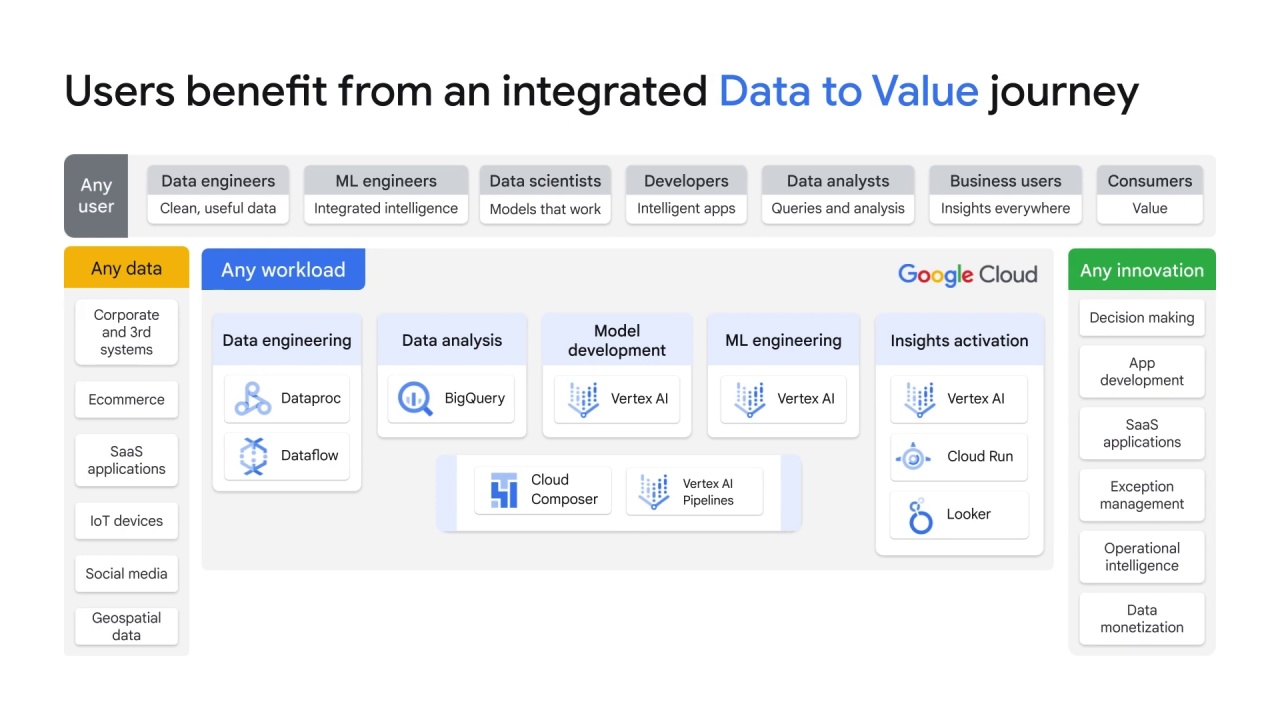 Users benefit from an integrated Data to Value journey
Any
user
Data engineers
Clean, useful data
ML engineers
Integrated intelligence
Data scientists
Models that work
Developers
Intelligent apps
Data analysts
Queries and analysis
Business users
Insights everywhere
Consumers
Value
Any data
Corporate
and 3rd
systems
Ecommerce
SaaS
applications
IoT devices
Social media
Geospatial
data
Any workload
Google Cloud
Data engineering
Dataproc
Dataflow
Data analysis
BigQuery
Model
development
Vertex AI
ML engineering
Vertex AI
Cloud
Composer
Vertex AI
Pipelines
Insights activation
Vertex AI
Cloud Run
Looker
Any innovation
Decision making
App
development
SaaS
applications
Exception
management
Operational
intelligence
Data
monetization